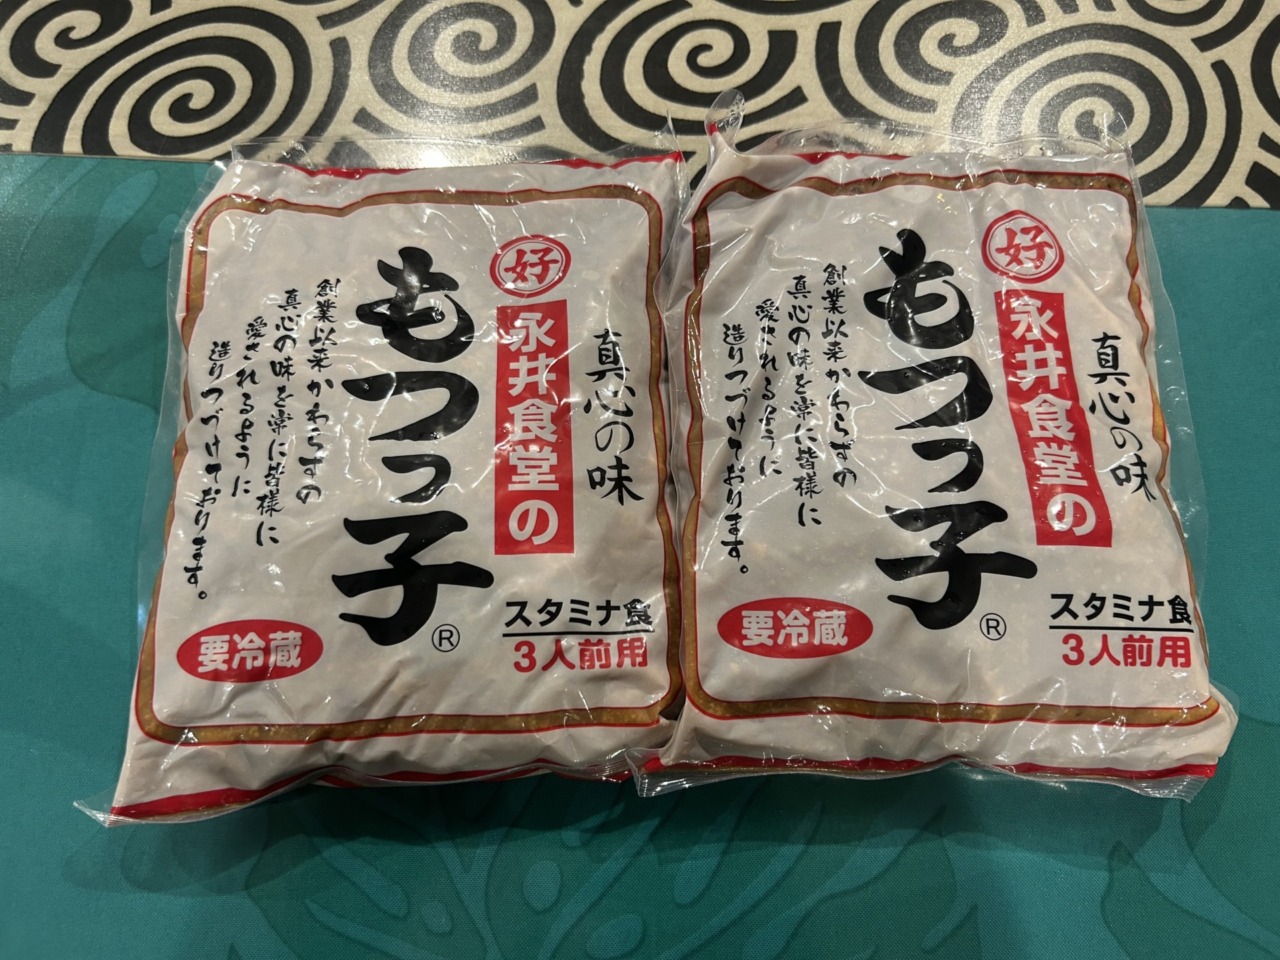 真心の味
好
永井食堂の
もつっ子®
創業以来かわらずの
真心の味を常に皆様に
愛されるように
造りつづけております。
要冷蔵
スタミナ食
3人前用
真心の味
好
永井食堂の
もつっ子®
創業以来かわらずの
真心の味を常に皆様に
愛されるように
造りつづけております。
要冷蔵
スタミナ食
3人前用